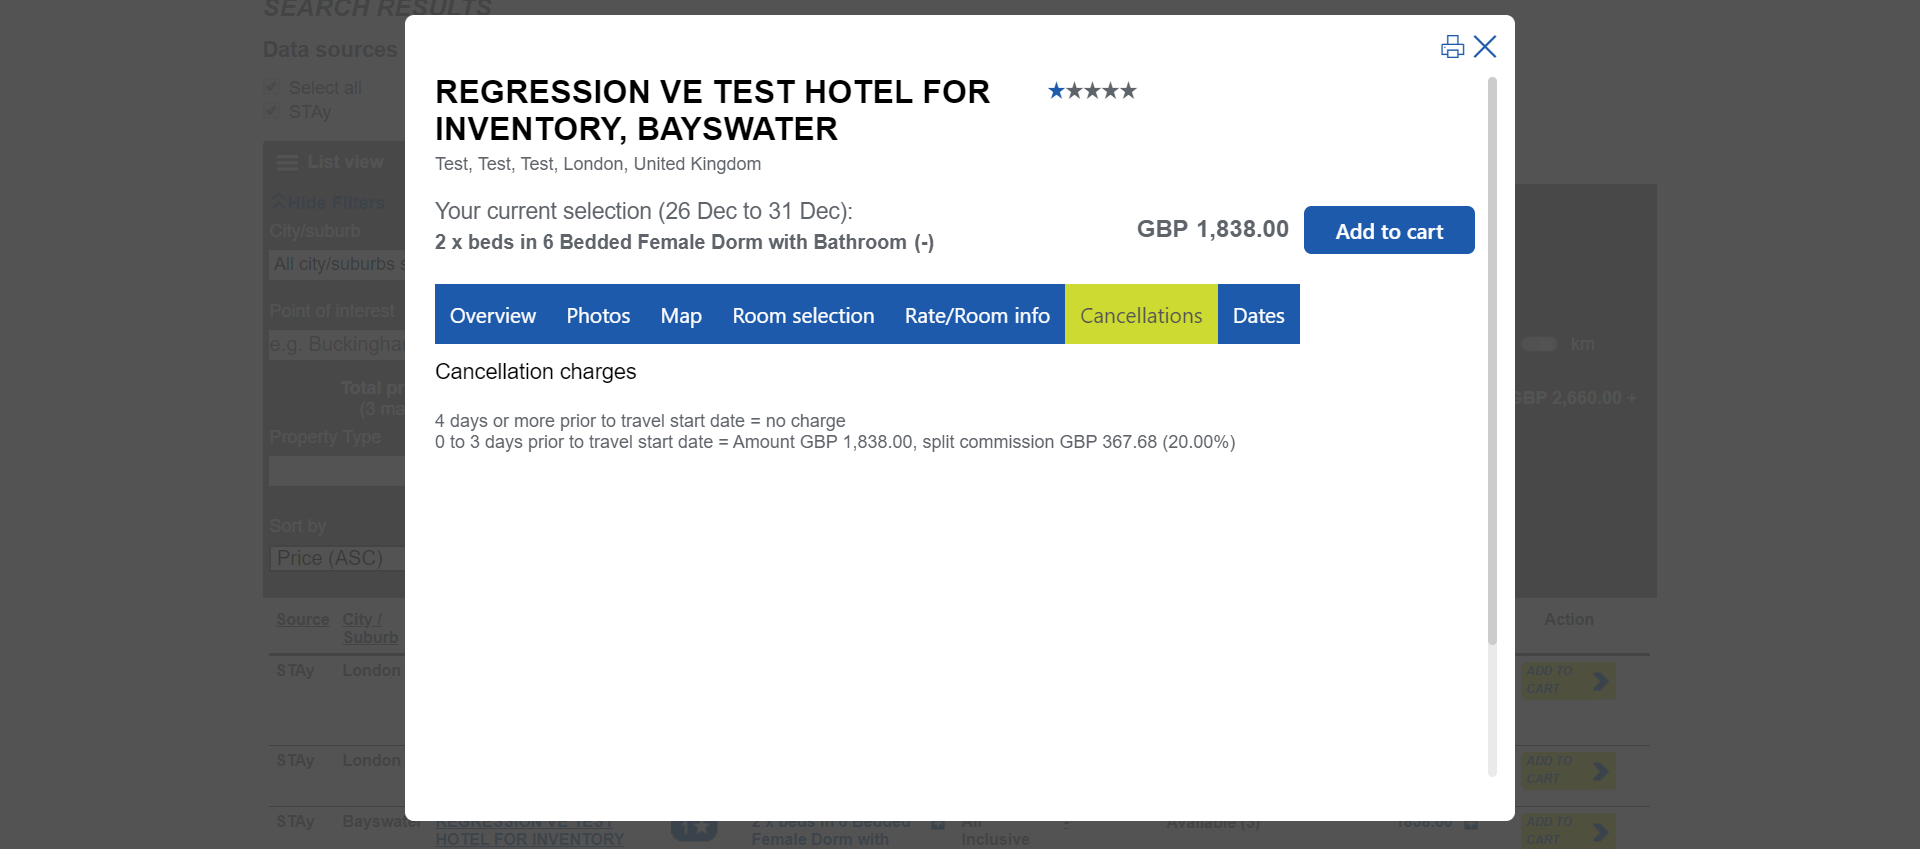 SEARCH RESULTS
Data sources
Select all
STAy
List view
Hide Filters
City/suburb
All city/suburbs s
Point of interest
e.g. Buckingha
Total pr
(3 ma
Property Type
Sort by
Price (ASC)
REGRESSION VE TEST HOTEL FOR
INVENTORY, BAYSWATER
Test, Test, Test, London, United Kingdom
Your current selection (26 Dec to 31 Dec):
2 x beds in 6 Bedded Female Dorm with Bathroom (-)
GBP 1,838.00
Add to cart
Overview Photos Map Room selection Rate/Room info Cancellations Dates
Cancellation charges
4 days or more prior to travel start date = no charge
0 to 3 days prior to travel start date = Amount GBP 1,838.00, split commission GBP 367.68 (20.00%)
km
GBP 2,660.00 +
Source City / Action
Suburb
STAy London ADD TO
CART
STAy London ADD TO
CART
STAy Bayswater REGRESSION VE TEST 1 2 x beds in 6 Bedded All - Available (3) 1838.00 ADD TO
HOTEL FOR INVENTORY Female Dorm with Inclusive CART